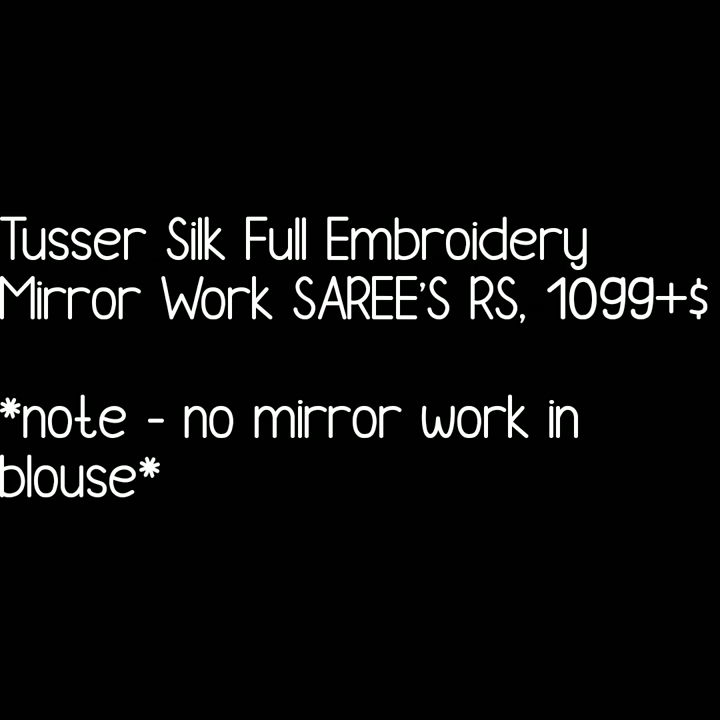 Tusser Silk Full Embroidery
Mirror Work SAREE'S RS, 1099+$
*note - no mirror work in
blouse*